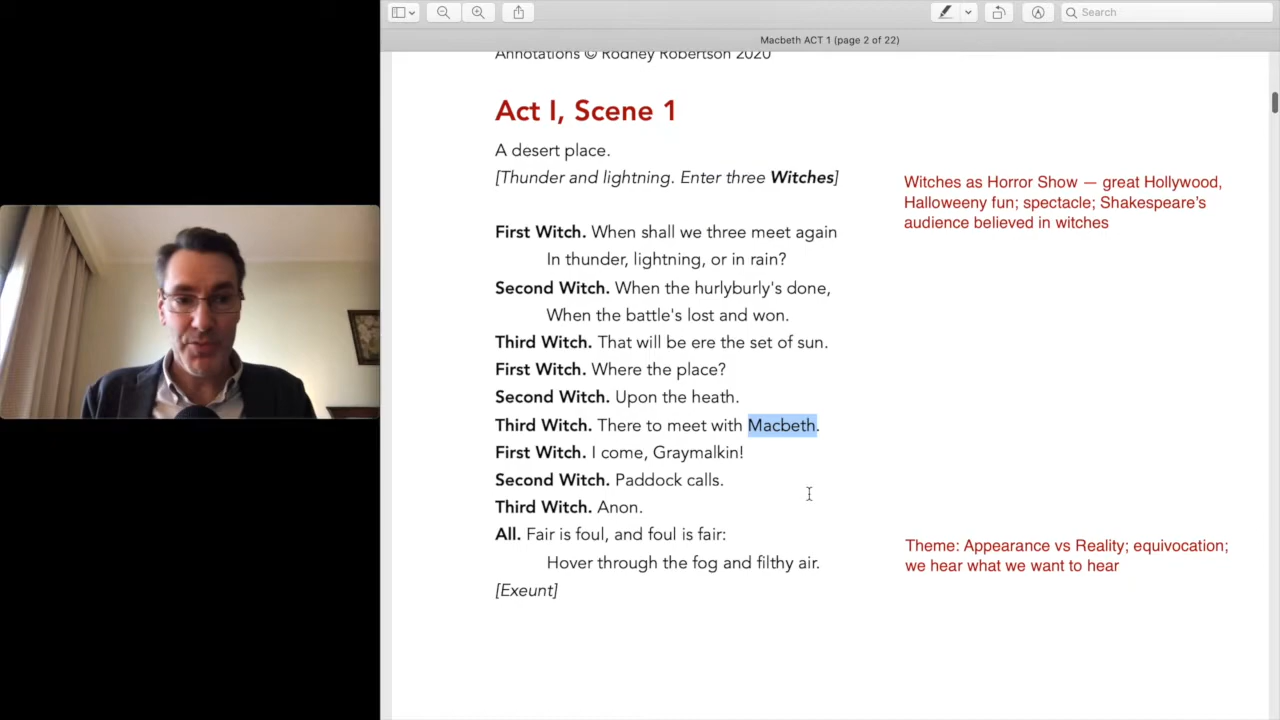 Search
Macbeth ACT 1 (page 2 of 22)
Annotations © Rodney Robertson 2020
Act I, Scene 1
A desert place.
[Thunder and lightning. Enter three Witches]
Witches as Horror Show — great Hollywood,
Halloweeny fun; spectacle; Shakespeare's
audience believed in witches
First Witch. When shall we three meet again
In thunder, lightning, or in rain?
Second Witch. When the hurlyburly's done,
When the battle's lost and won.
Third Witch. That will be ere the set of sun.
First Witch. Where the place?
Second Witch. Upon the heath.
Third Witch. There to meet with Macbeth.
First Witch. I come, Graymalkin!
Second Witch. Paddock calls.
Third Witch. Anon.
All. Fair is foul, and foul is fair:
Hover through the fog and filthy air.
Theme: Appearance vs Reality; equivocation;
we hear what we want to hear
[Exeunt]